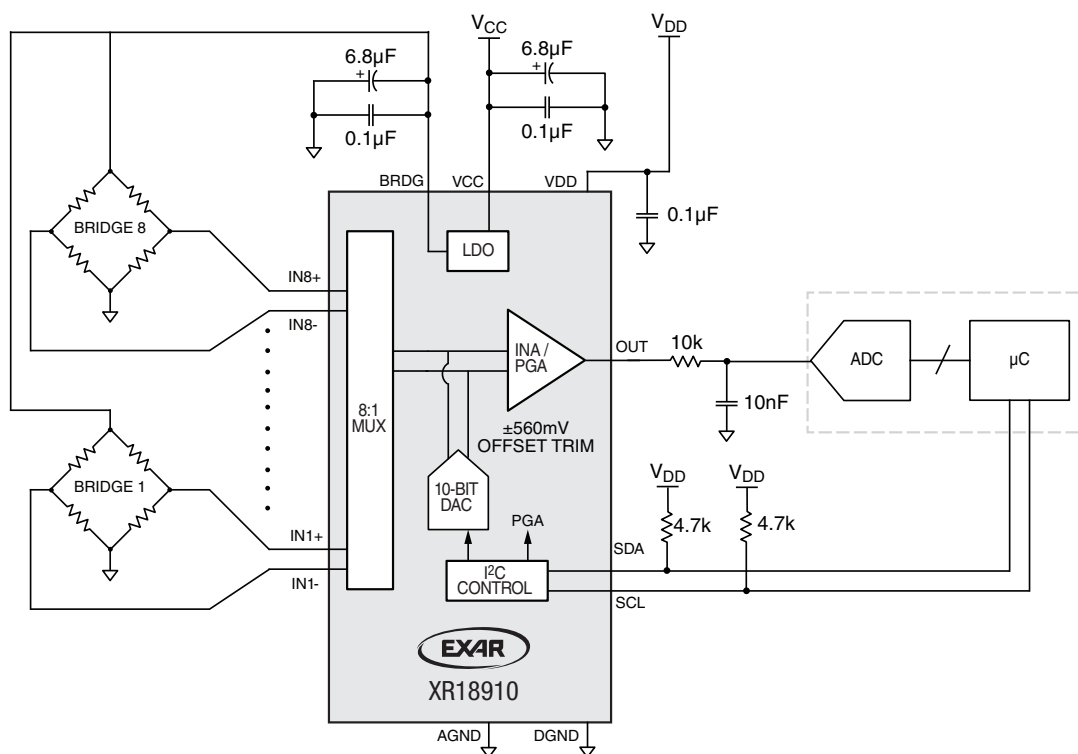 VCC
VDD
6.8µF
+
0.1µF
6.8µF
+
0.1µF
BRDG
VCC
VDD
0.1µF
BRIDGE 8
LDO
IN8+
IN8-
INA /
PGA
OUT
10k
ADC
µC
10nF
8:1
MUX
±560mV
OFFSET TRIM
BRIDGE 1
10-BIT
DAC
VDD
VDD
4.7k
4.7k
PGA
IN1+
IN1-
SDA
I²C
CONTROL
SCL
EXAR
XR18910
AGND
DGND